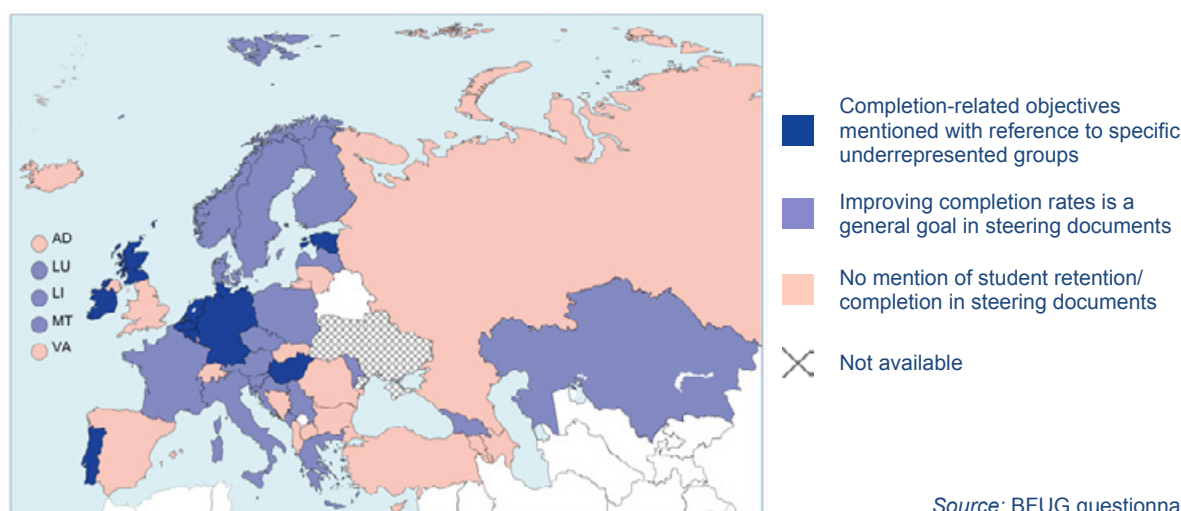 AD
LU
LI
MT
VA
Completion-related objectives
mentioned with reference to specific
underrepresented groups
Improving completion rates is a
general goal in steering documents
No mention of student retention/
completion in steering documents
Not available
Source: BFUG questionna